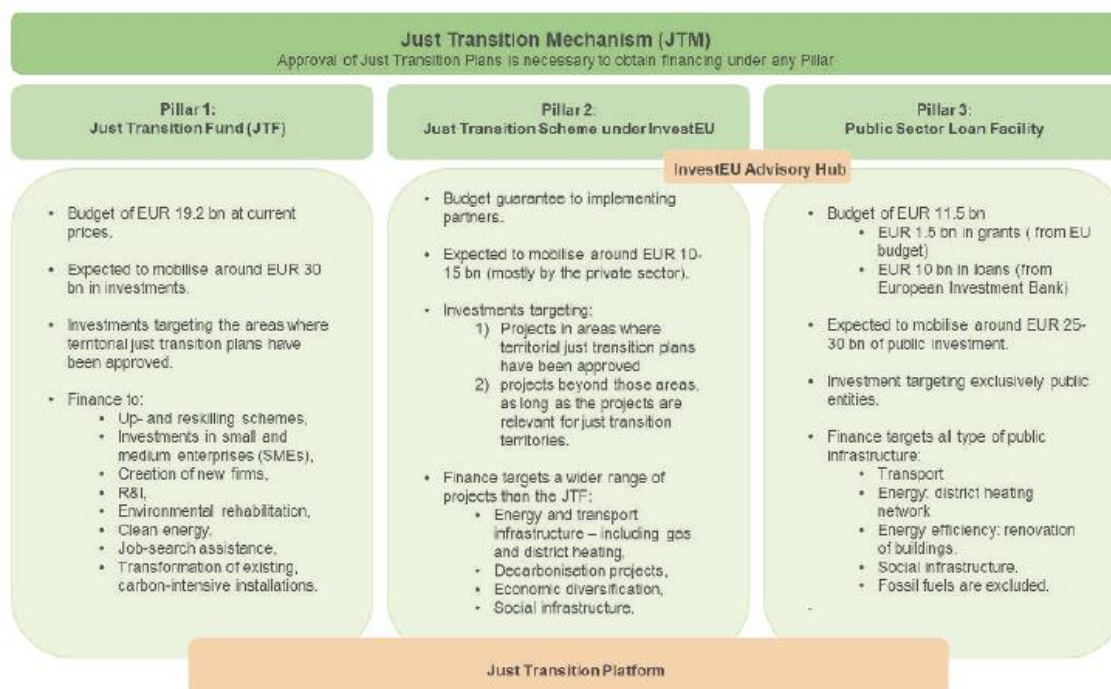 Just Transition Mechanism (JTM)
Approval of Just Transition Plans is necessary to obtain financing under any Pillar
Pillar 1:
Just Transition Fund (JTF)
• Budget of EUR 19.2 bn at current
prices.
• Expected to mobilise around EUR 30
bn in investments.
• Investments targeting the areas where
territorial just transition plans have
been approved.
• Finance to:
• Up- and reskilling schemes,
• Investments in small and
medium enterprises (SMEs),
• Creation of new firms,
• R&I,
• Environmental rehabilitation,
• Clean energy,
• Job-search assistance,
• Transformation of existing,
carbon-intensive installations.
Pillar 2:
Just Transition Scheme under InvestEU
InvestEU Advisory Hub
• Budget guarantee to implementing
partners.
• Expected to mobilise around EUR 10-
15 bn (mostly by the private sector).
• Investments targeting:
1) Projects in areas where
territorial just transition plans
have been approved
2) projects beyond those areas,
as long as the projects are
relevant for just transition
territories.
• Finance targets a wider range of
projects than the JTF:
• Energy and transport
infrastructure – including gas
and district heating,
• Decarbonisation projects,
• Economic diversification,
• Social infrastructure.
Pillar 3:
Public Sector Loan Facility
• Budget of EUR 11.5 bn
• EUR 1.5 bn in grants ( from EU
budget)
• EUR 10 bn in loans (from
European Investment Bank)
• Expected to mobilise around EUR 25-
30 bn of public investment.
• Investment targeting exclusively public
entities.
• Finance targets all type of public
infrastructure:
• Transport
• Energy: district heating
network
• Energy efficiency: renovation
of buildings.
• Social infrastructure.
• Fossil fuels are excluded.
-
Just Transition Platform